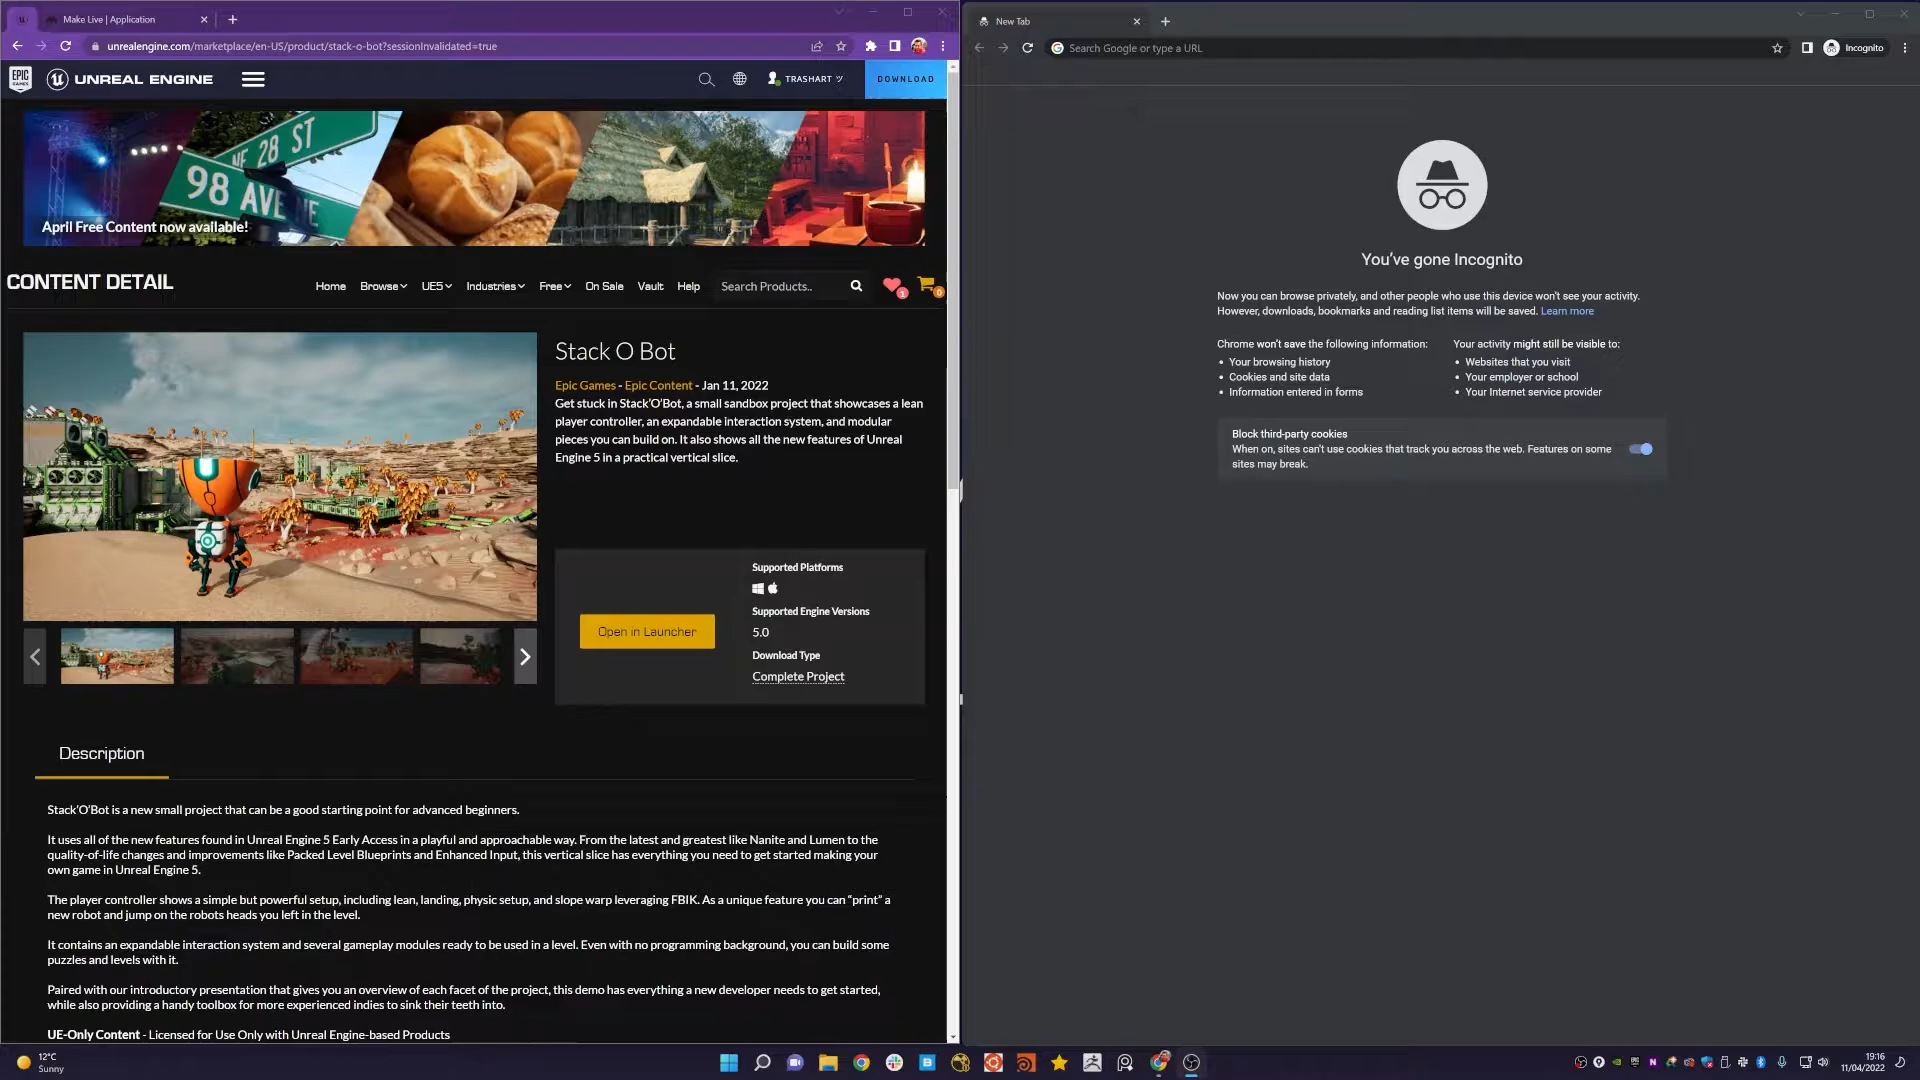 Make Live | Application
unrealengine.com/marketplace/en-US/product/stack-o-bot?sessionInvalidated=true
EPIC GAMES
UNREAL ENGINE
TRASHART ツ
DOWNLOAD
NE 28 ST
98 AVE NE
April Free Content now available!
CONTENT DETAIL
Home
Browse
UE5
Industries
Free
On Sale
Vault
Help
Search Products..
1
0
Stack O Bot
Epic Games - Epic Content - Jan 11, 2022
Get stuck in Stack'O'Bot, a small sandbox project that showcases a lean
player controller, an expandable interaction system, and modular
pieces you can build on. It also shows all the new features of Unreal
Engine 5 in a practical vertical slice.
Open in Launcher
Supported Platforms
Supported Engine Versions
5.0
Download Type
Complete Project
Description
Stack'O'Bot is a new small project that can be a good starting point for advanced beginners.
It uses all of the new features found in Unreal Engine 5 Early Access in a playful and approachable way. From the latest and greatest like Nanite and Lumen to the
quality-of-life changes and improvements like Packed Level Blueprints and Enhanced Input, this vertical slice has everything you need to get started making your
own game in Unreal Engine 5.
The player controller shows a simple but powerful setup, including lean, landing, physic setup, and slope warp leveraging FBIK. As a unique feature you can "print" a
new robot and jump on the robots heads you left in the level.
It contains an expandable interaction system and several gameplay modules ready to be used in a level. Even with no programming background, you can build some
puzzles and levels with it.
Paired with our introductory presentation that gives you an overview of each facet of the project, this demo has everything a new developer needs to get started,
while also providing a handy toolbox for more experienced indies to sink their teeth into.
UE-Only Content - Licensed for Use Only with Unreal Engine-based Products
New Tab
Search Google or type a URL
Incognito
You've gone Incognito
Now you can browse privately, and other people who use this device won't see your activity.
However, downloads, bookmarks and reading list items will be saved. Learn more
Chrome won't save the following information:
Your browsing history
Cookies and site data
Information entered in forms
Your activity might still be visible to:
Websites that you visit
Your employer or school
Your Internet service provider
Block third-party cookies
When on, sites can't use cookies that track you across the web. Features on some
sites may break.
12°C
Sunny
19:16
11/04/2022